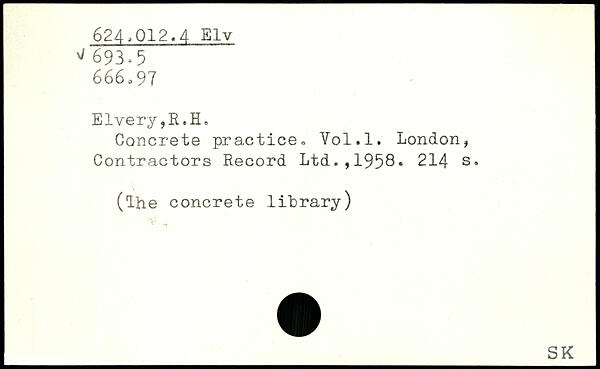 624.012.4 Elv
✓ 693.5
666.97
Elvery,R.H.
Concrete practice. Vol.1. London,
Contractors Record Ltd.,1958. 214 s.
(The concrete library)
SK